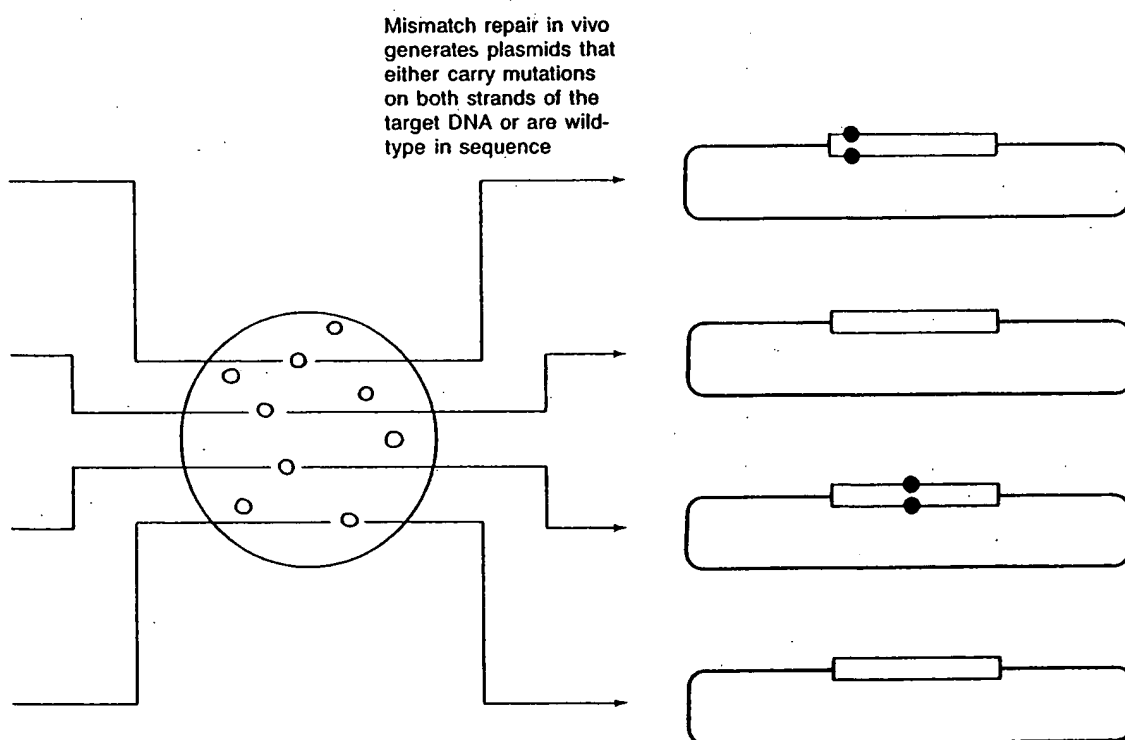 Mismatch repair in vivo
generates plasmids that
either carry mutations
on both strands of the
target DNA or are wild-
type in sequence